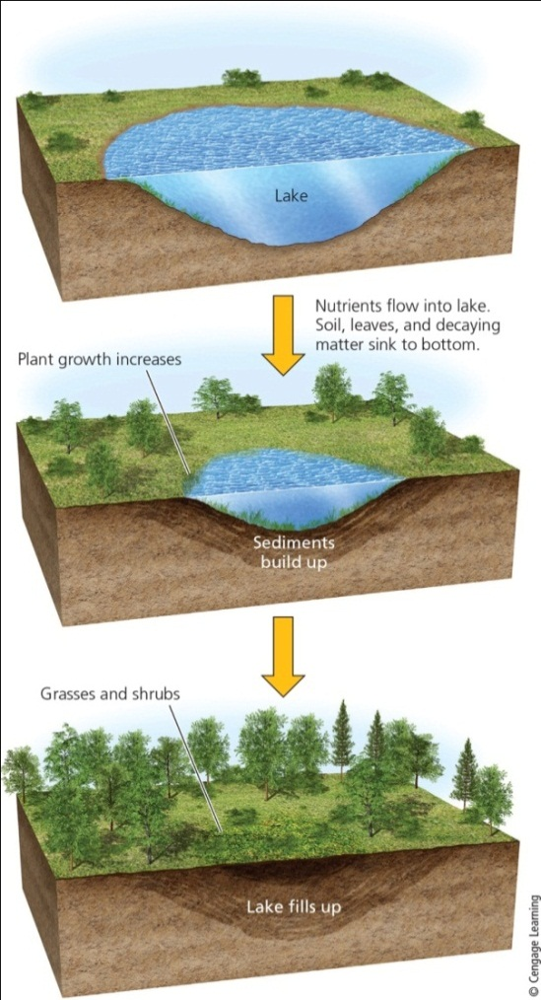 Lake
Nutrients flow into lake.
Soil, leaves, and decaying
matter sink to bottom.
Plant growth increases
Sediments
build up
Grasses and shrubs
Lake fills up
© Cengage Learning